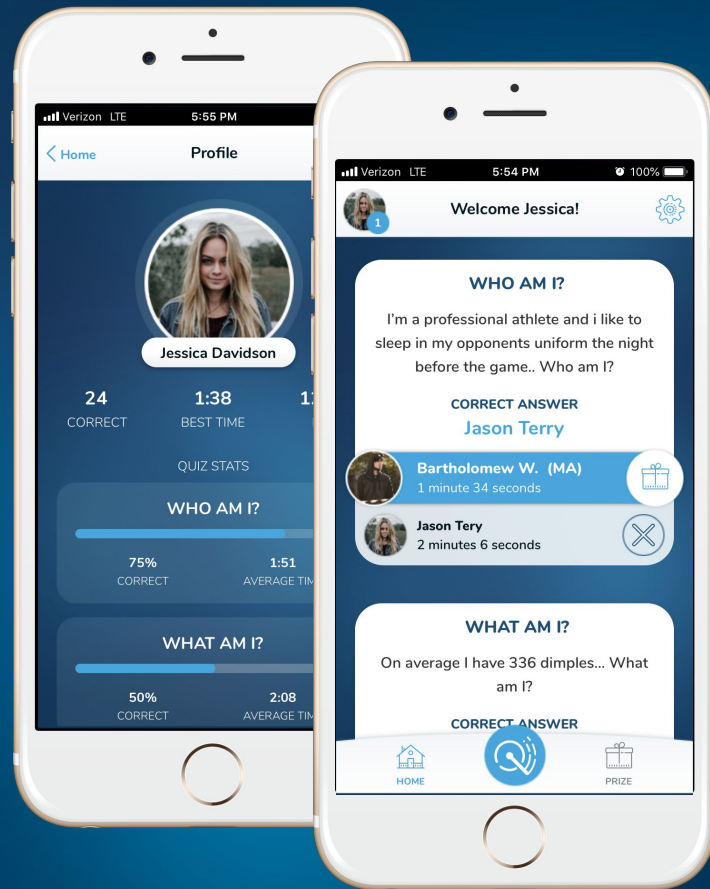 Verizon LTE 5:55 PM
Home Profile
Jessica Davidson
24 1:38
CORRECT BEST TIME
QUIZ STATS
WHO AM I?
75% 1:51
CORRECT AVERAGE
WHAT AM I?
50% 2:08
CORRECT AVERAGE
Verizon LTE 5:54 PM 100%
1
Welcome Jessica!
WHO AM I?
I'm a professional athlete and i like to
sleep in my opponents uniform the night
before the game.. Who am I?
CORRECT ANSWER
Jason Terry
Bartholomew W. (MA)
1 minute 34 seconds
Jason Tery
2 minutes 6 seconds
WHAT AM I?
On average I have 336 dimples... What
am I?
CORRECT ANSWER
HOME PRIZE